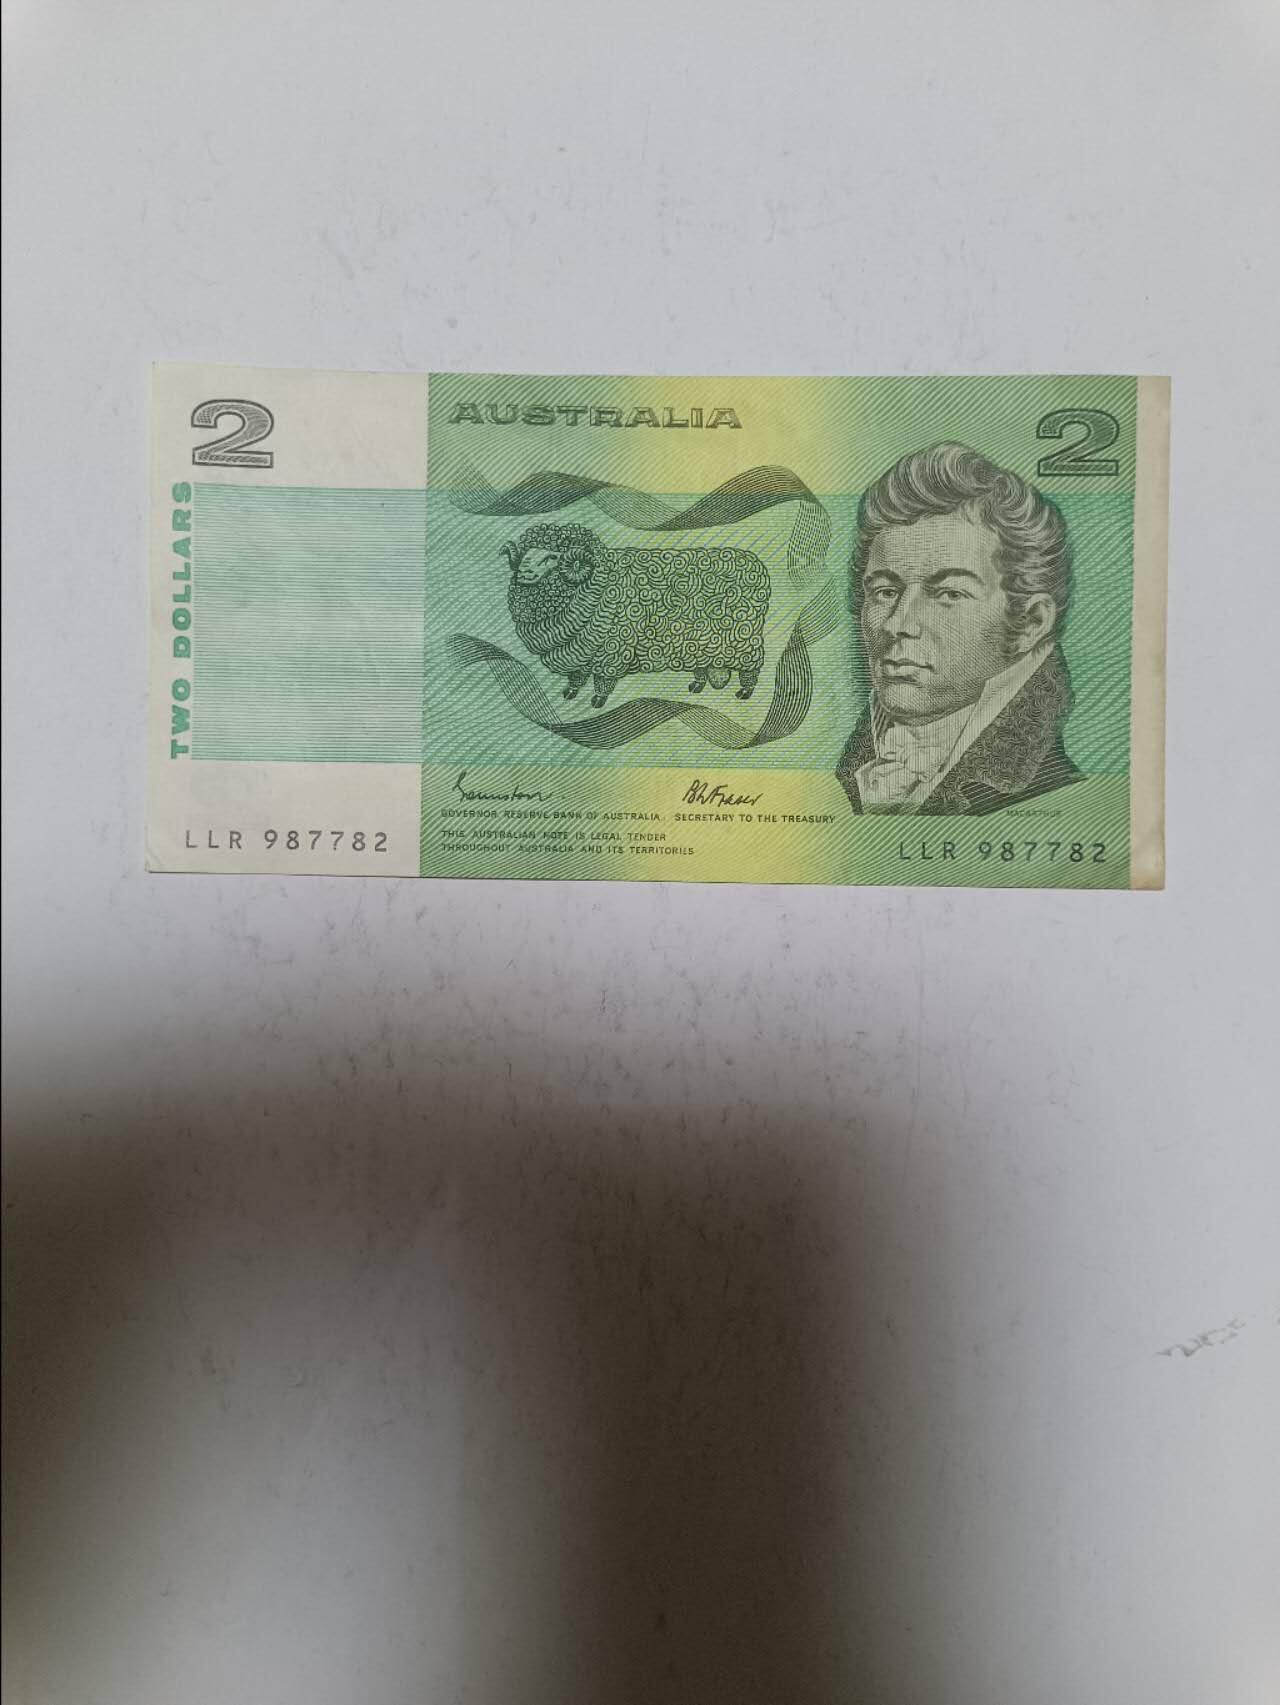 2
AUSTRALIA
2
TWO DOLLARS
GOVERNOR, RESERVE BANK OF AUSTRALIA. SECRETARY TO THE TREASURY
MACARTHUR
THIS AUSTRALIAN NOTE IS LEGAL TENDER
THROUGHOUT AUSTRALIA AND ITS TERRITORIES
LLR 987782
LLR 987782